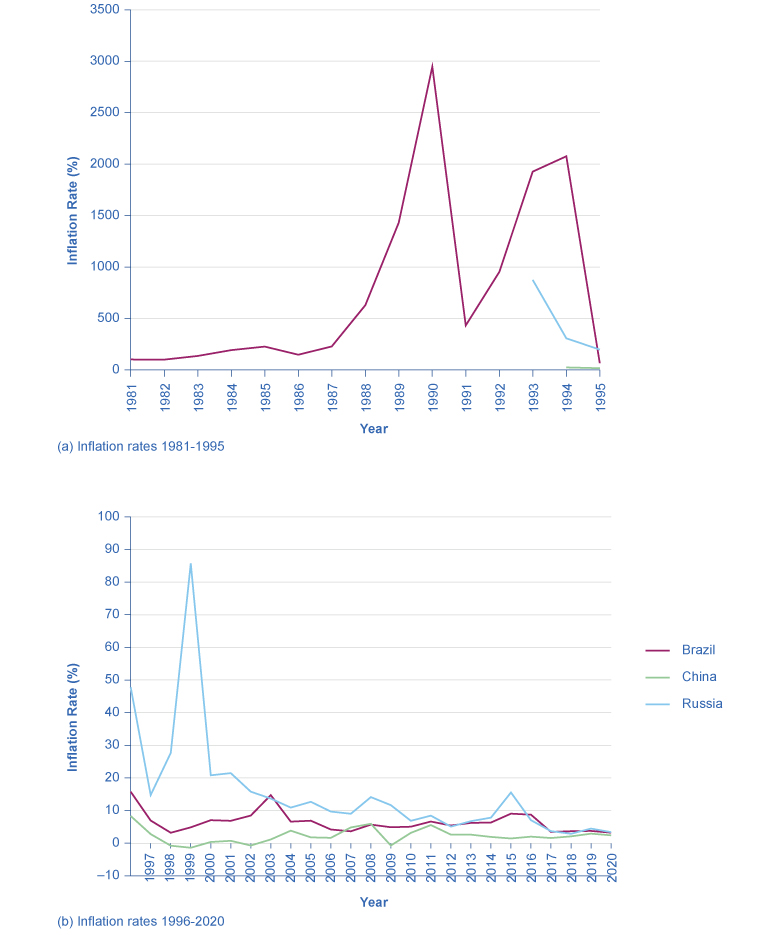 3500
3000
2500
2000
1500
1000
500
0
Inflation Rate (%)
1981 1982 1983 1984 1985 1986 1987 1988 1989 1990 1991 1992 1993 1994 1995
Year
(a) Inflation rates 1981-1995
100
90
80
70
60
50
40
30
20
10
0
–10
Inflation Rate (%)
1997 1998 1999 2000 2001 2002 2003 2004 2005 2006 2007 2008 2009 2010 2011 2012 2013 2014 2015 2016 2017 2018 2019 2020
Year
Brazil
China
Russia
(b) Inflation rates 1996-2020